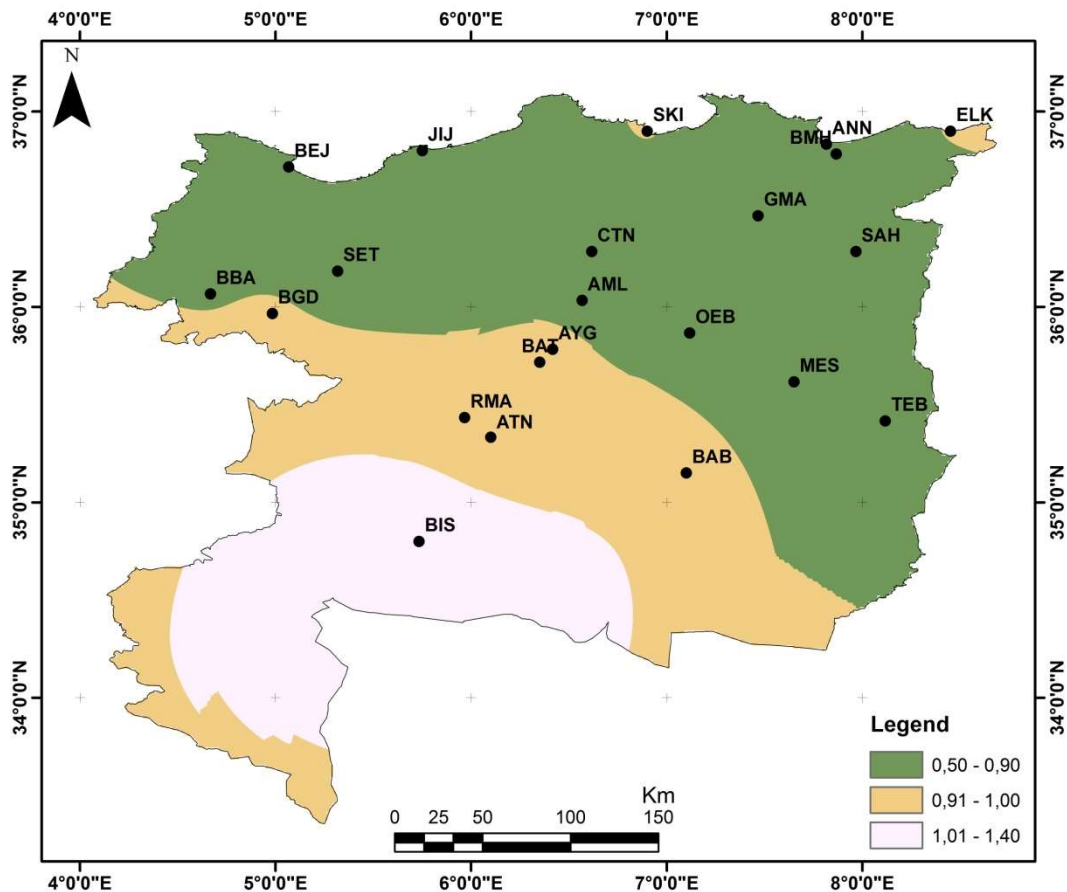 4°0'0"E 5°0'0"E 6°0'0"E 7°0'0"E 8°0'0"E
N
37°0'0"N 37°0'0"N
SKI
ANN
ELK
BMH
JIJ
BEJ
GMA
CTN
SAH
SET
BBA
AML
BGD
36°0'0"N 36°0'0"N
OEB
AYG
BAT
MES
RMA
TEB
ATN
BAB
35°0'0"N 35°0'0"N
BIS
34°0'0"N 34°0'0"N
Legend
0,50 - 0,90
0,91 - 1,00
1,01 - 1,40
Km
0 25 50 100 150
4°0'0"E 5°0'0"E 6°0'0"E 7°0'0"E 8°0'0"E